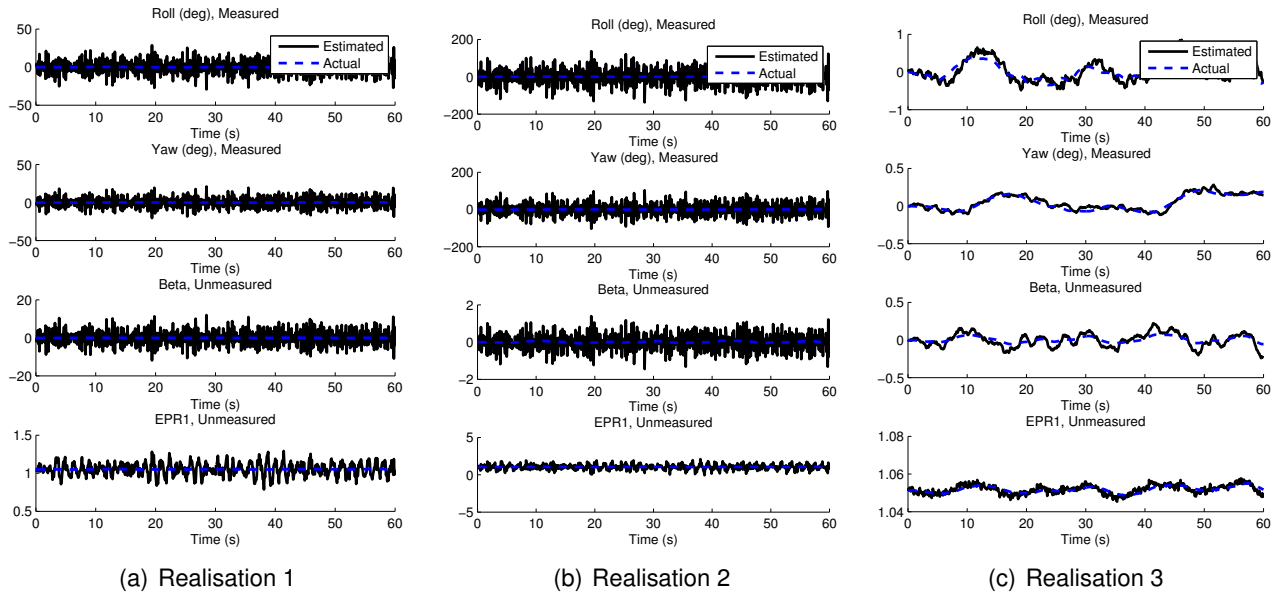 Roll (deg), Measured
50
0
−50
Estimated
Actual
0 10 20 30 40 50 60
Time (s)
Yaw (deg), Measured
50
0
−50
0 10 20 30 40 50 60
Time (s)
Beta, Unmeasured
20
0
−20
0 10 20 30 40 50 60
Time (s)
EPR1, Unmeasured
1.5
1
0.5
0 10 20 30 40 50 60
Time (s)
(a) Realisation 1
Roll (deg), Measured
200
0
−200
Estimated
Actual
0 10 20 30 40 50 60
Time (s)
Yaw (deg), Measured
200
0
−200
0 10 20 30 40 50 60
Time (s)
Beta, Unmeasured
2
0
−2
0 10 20 30 40 50 60
Time (s)
EPR1, Unmeasured
5
0
−5
0 10 20 30 40 50 60
Time (s)
(b) Realisation 2
Roll (deg), Measured
1
0
−1
Estimated
Actual
0 10 20 30 40 50 60
Time (s)
Yaw (deg), Measured
0.5
0
−0.5
0 10 20 30 40 50 60
Time (s)
Beta, Unmeasured
0.5
0
−0.5
0 10 20 30 40 50 60
Time (s)
EPR1, Unmeasured
1.08
1.06
1.04
0 10 20 30 40 50 60
Time (s)
(c) Realisation 3